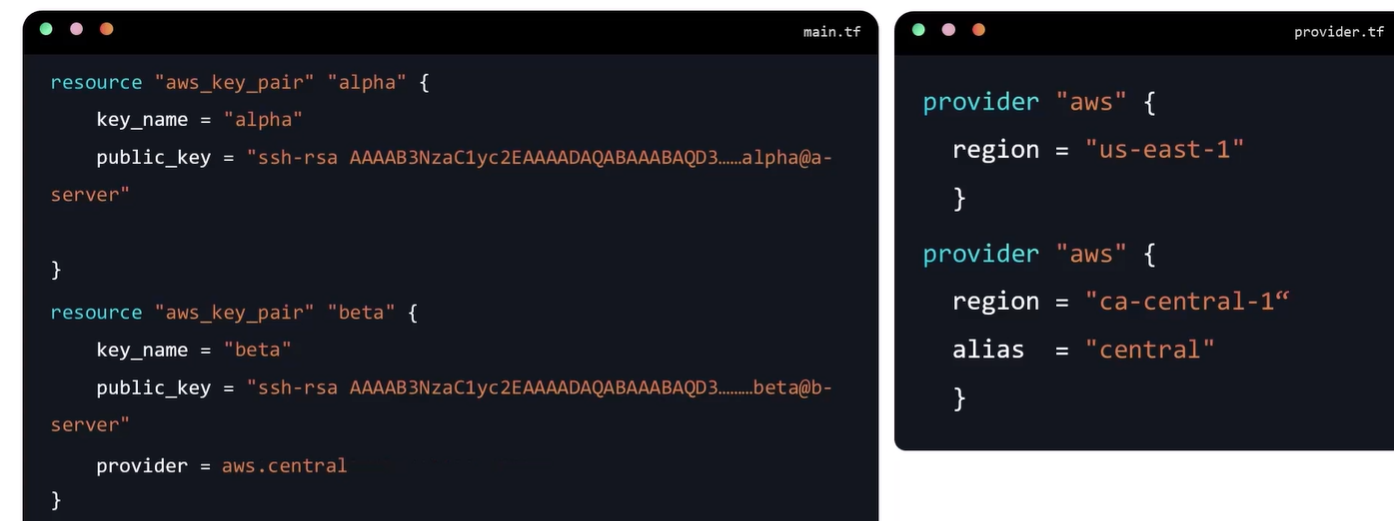 main.tf
resource "aws_key_pair" "alpha" {
    key_name = "alpha"
    public_key = "ssh-rsa AAAAB3NzaC1yc2EAAAADAQABAAABAQD3……alpha@a-
server"
}
resource "aws_key_pair" "beta" {
    key_name = "beta"
    public_key = "ssh-rsa AAAAB3NzaC1yc2EAAAADAQABAAABAQD3………beta@b-
server"
    provider = aws.central
}
provider.tf
provider "aws" {
  region = "us-east-1"
  }
provider "aws" {
  region = "ca-central-1“
  alias  = "central"
  }